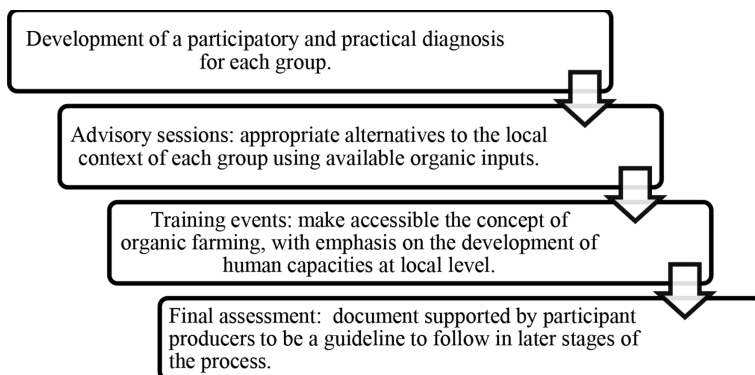 Development of a participatory and practical diagnosis
for each group.
Advisory sessions: appropriate alternatives to the local
context of each group using available organic inputs.
Training events: make accessible the concept of
organic farming, with emphasis on the development of
human capacities at local level.
Final assessment: document supported by participant
producers to be a guideline to follow in later stages of
the process.